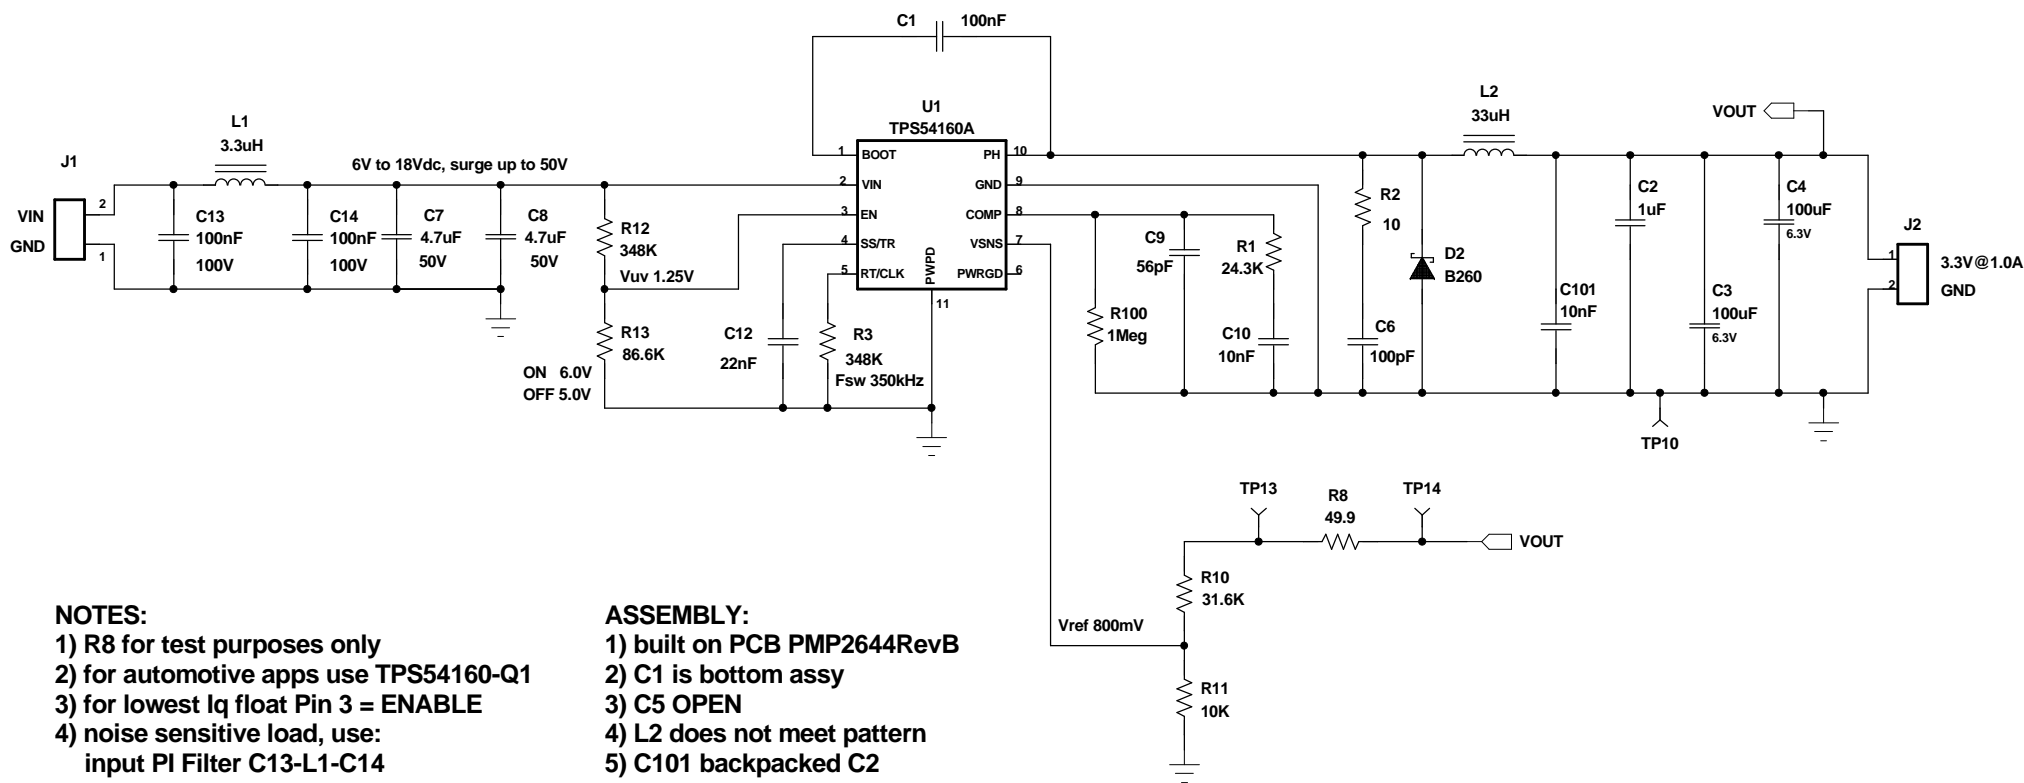 C1 100nF
U1
TPS54160A
L2
33uH
VOUT
L1
3.3uH
J1
6V to 18Vdc, surge up to 50V
1 BOOT PH 10
2 VIN GND 9
3 EN COMP 8
4 SS/TR VSNS 7
5 RT/CLK PWRGD 6
PWPD
11
VIN
GND
2
1
C13
100nF
100V
C14
100nF
100V
C7
4.7uF
50V
C8
4.7uF
50V
R12
348K
Vuv 1.25V
R13
86.6K
ON 6.0V
OFF 5.0V
C12
22nF
R3
348K
Fsw 350kHz
C9
56pF
R1
24.3K
R100
1Meg
C10
10nF
R2
10
C6
100pF
D2
B260
C101
10nF
C2
1uF
C3
100uF
6.3V
C4
100uF
6.3V
J2
1
2
3.3V@1.0A
GND
TP10
TP13
R8
49.9
TP14
VOUT
R10
31.6K
Vref 800mV
R11
10K
NOTES:
1) R8 for test purposes only
2) for automotive apps use TPS54160-Q1
3) for lowest Iq float Pin 3 = ENABLE
4) noise sensitive load, use:
input PI Filter C13-L1-C14
ASSEMBLY:
1) built on PCB PMP2644RevB
2) C1 is bottom assy
3) C5 OPEN
4) L2 does not meet pattern
5) C101 backpacked C2